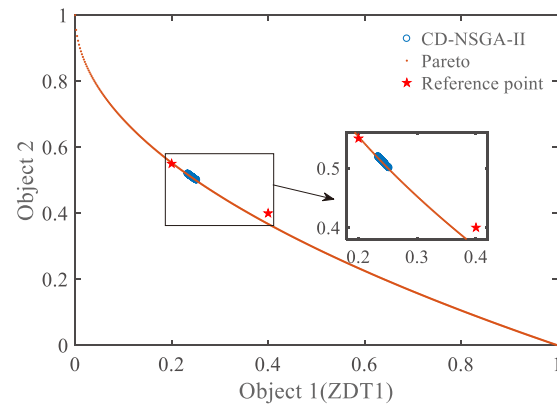 CD-NSGA-II
Pareto
Reference point
Object 2
1
0.8
0.6
0.4
0.2
0
0.5
0.4
0.2 0.3 0.4
0 0.2 0.4 0.6 0.8 1
Object 1(ZDT1)